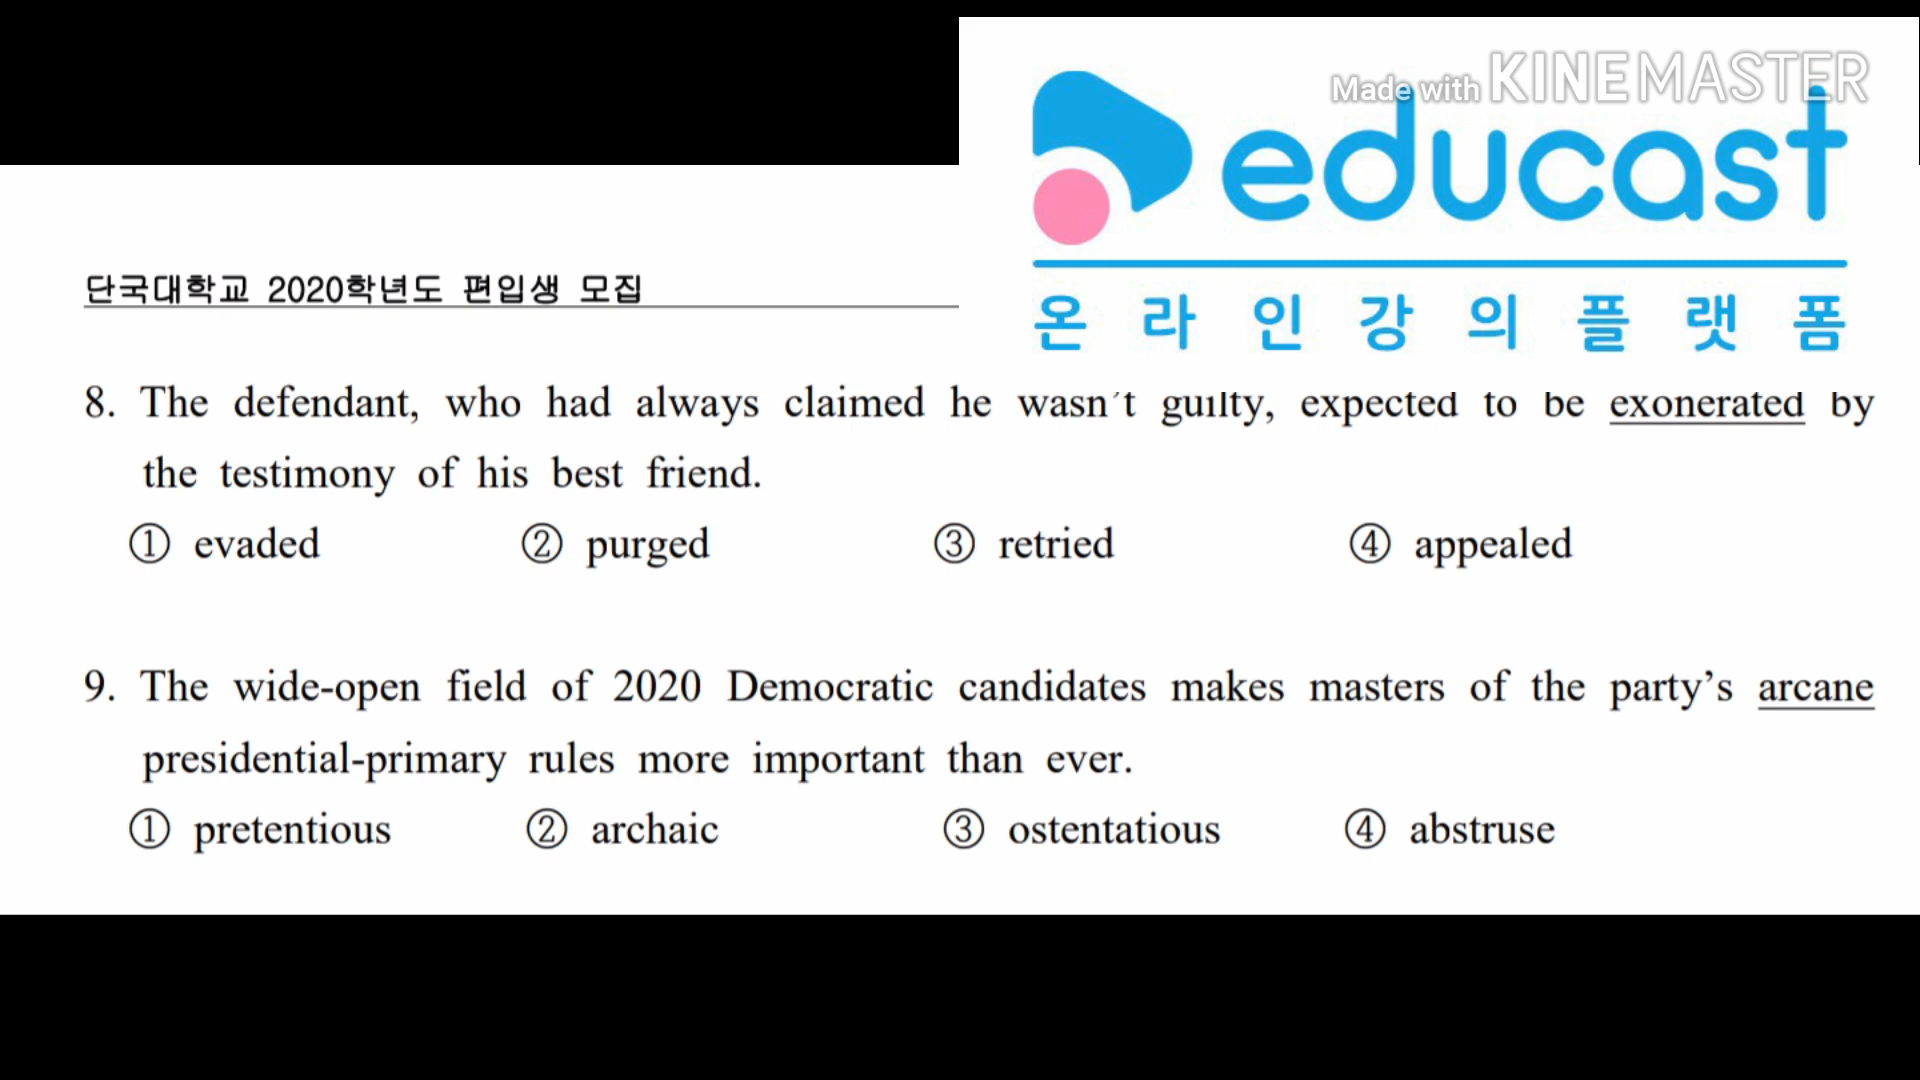 Made with KINEMASTER
educast
온라인강의플랫폼
단국대학교 2020학년도 편입생 모집
8. The defendant, who had always claimed he wasn´t guilty, expected to be exonerated by
the testimony of his best friend.
① evaded ② purged ③ retried ④ appealed
9. The wide-open field of 2020 Democratic candidates makes masters of the party’s arcane
presidential-primary rules more important than ever.
① pretentious ② archaic ③ ostentatious ④ abstruse